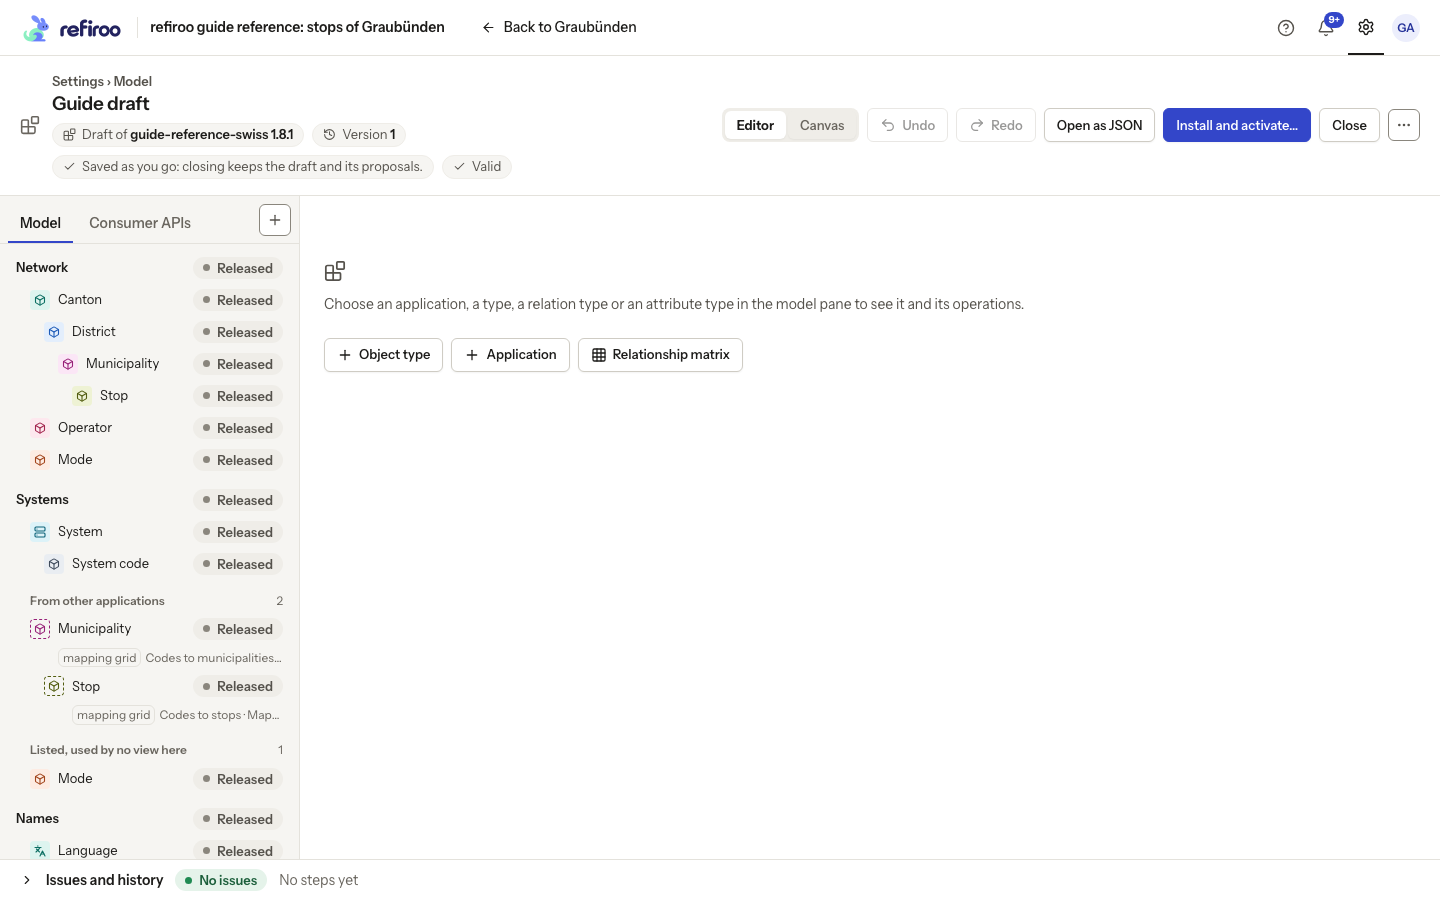 refiroo
refiroo guide reference: stops of Graubünden
Back to Graubünden
9+
GA
Settings › Model
Guide draft
Draft of guide-reference-swiss 1.8.1
Version 1
Saved as you go: closing keeps the draft and its proposals.
Valid
Editor
Canvas
Undo
Redo
Open as JSON
Install and activate...
Close
Model
Consumer APIs
Network Released
Canton Released
District Released
Municipality Released
Stop Released
Operator Released
Mode Released
Systems Released
System Released
System code Released
From other applications 2
Municipality Released
mapping grid Codes to municipalities...
Stop Released
mapping grid Codes to stops · Map...
Listed, used by no view here 1
Mode Released
Names Released
Language Released
Choose an application, a type, a relation type or an attribute type in the model pane to see it and its operations.
Object type
Application
Relationship matrix
Issues and history
No issues
No steps yet